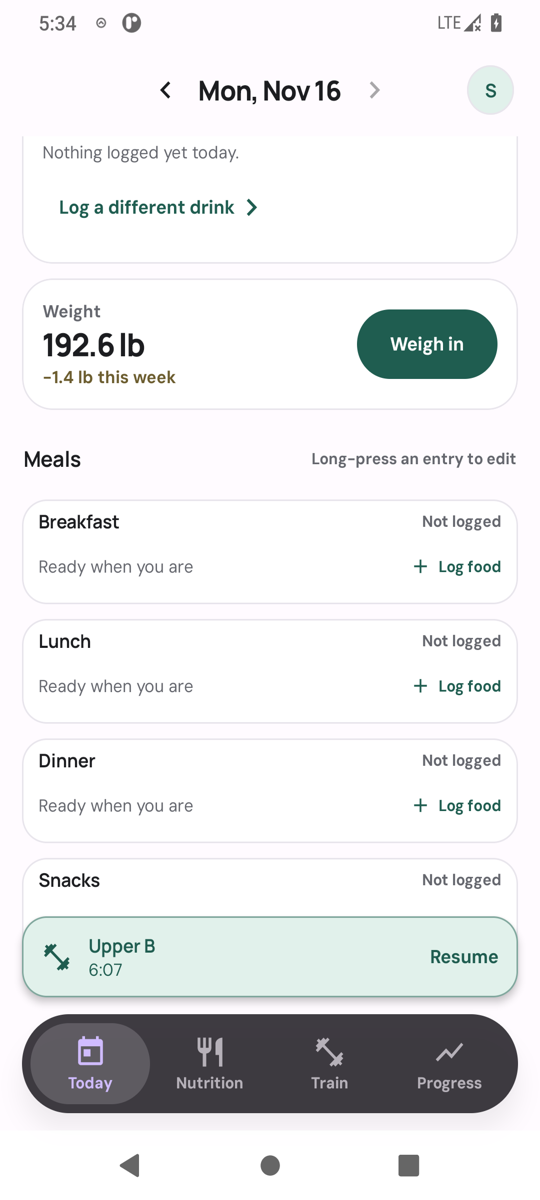 5:34
LTE
Mon, Nov 16
S
Nothing logged yet today.
Log a different drink
Weight
192.6 lb
−1.4 lb this week
Weigh in
Meals
Long-press an entry to edit
Breakfast
Not logged
Ready when you are
+ Log food
Lunch
Not logged
Ready when you are
+ Log food
Dinner
Not logged
Ready when you are
+ Log food
Snacks
Not logged
Upper B
6:07
Resume
Today
Nutrition
Train
Progress